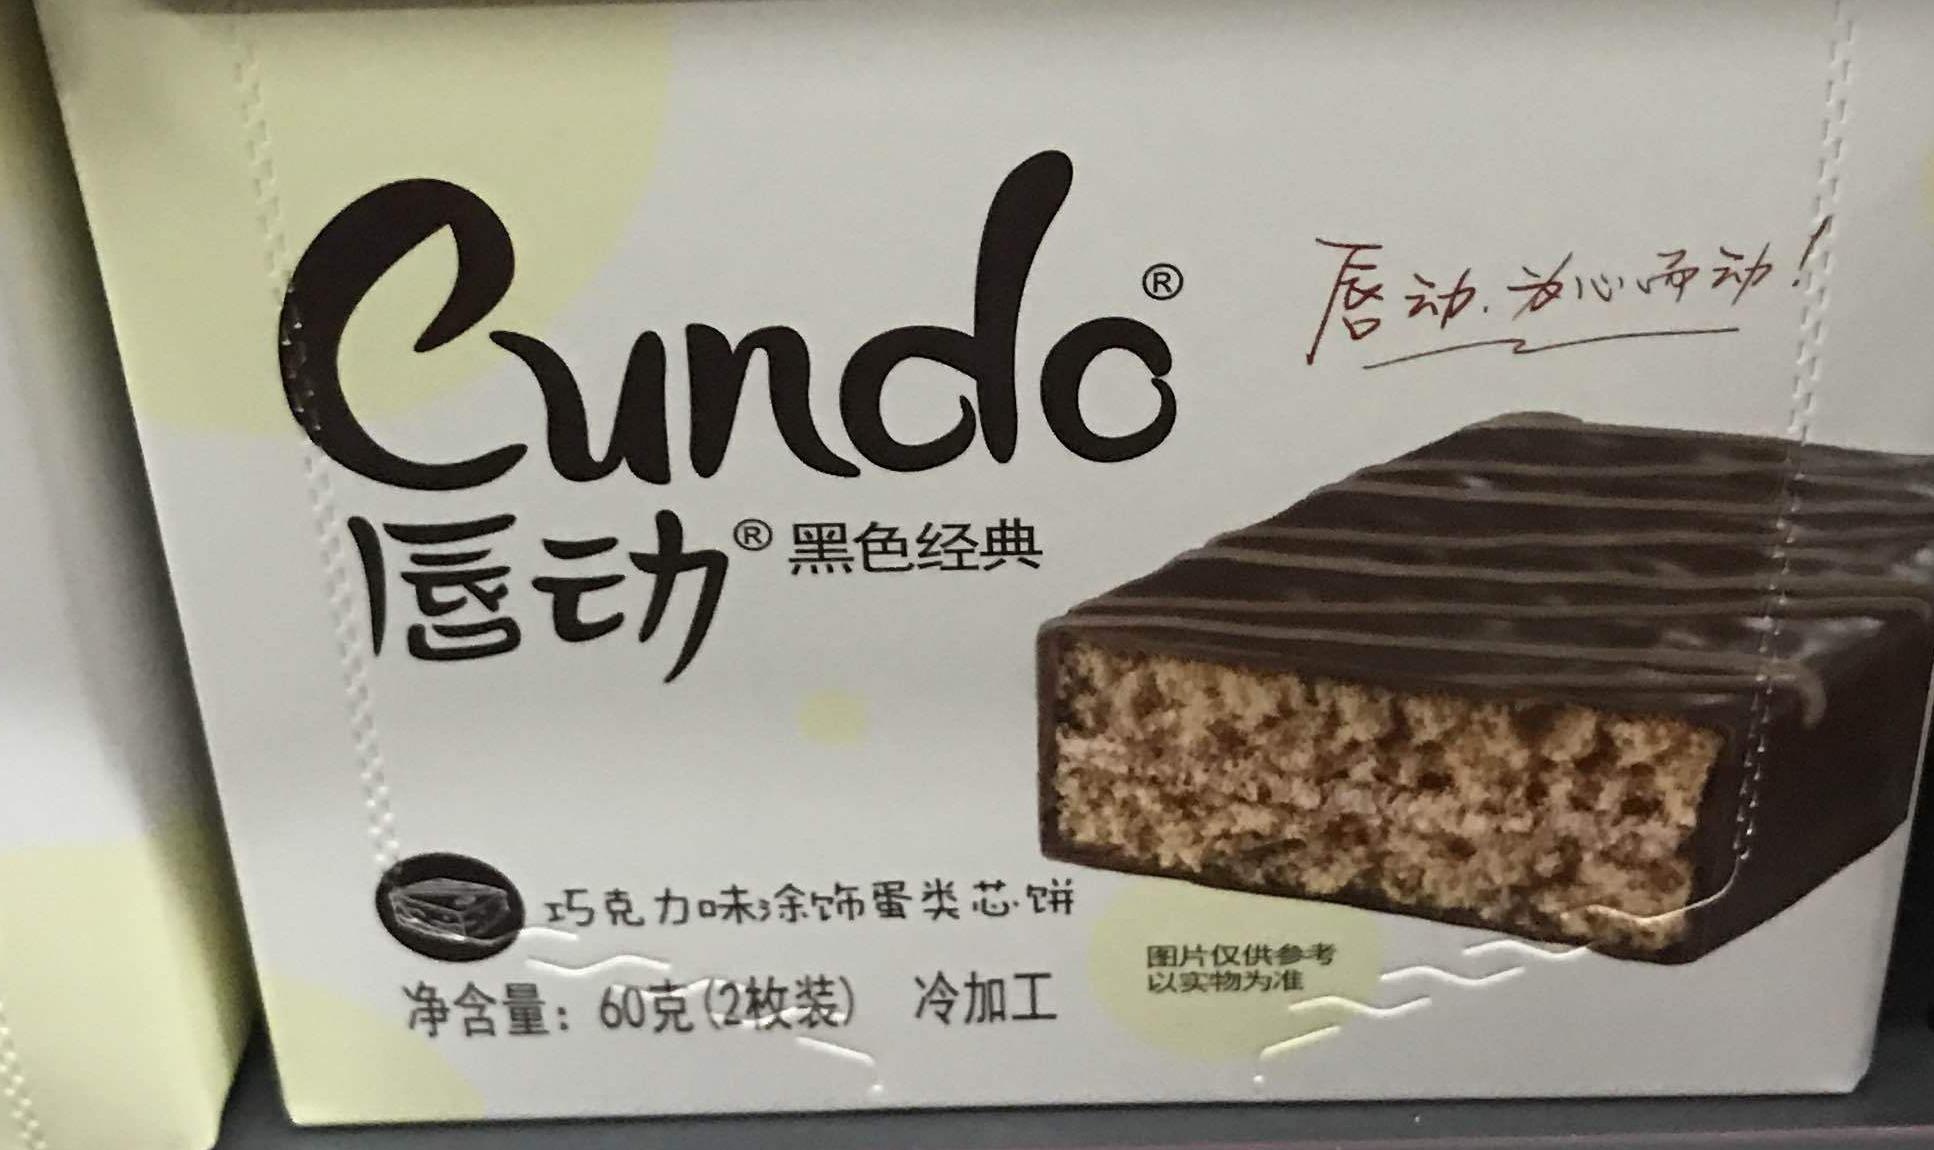 Cundo®
唇动，为心而动！
唇动® 黑色经典
巧克力味涂饰蛋类芯饼
净含量：60克（2枚装） 冷加工
图片仅供参考
以实物为准